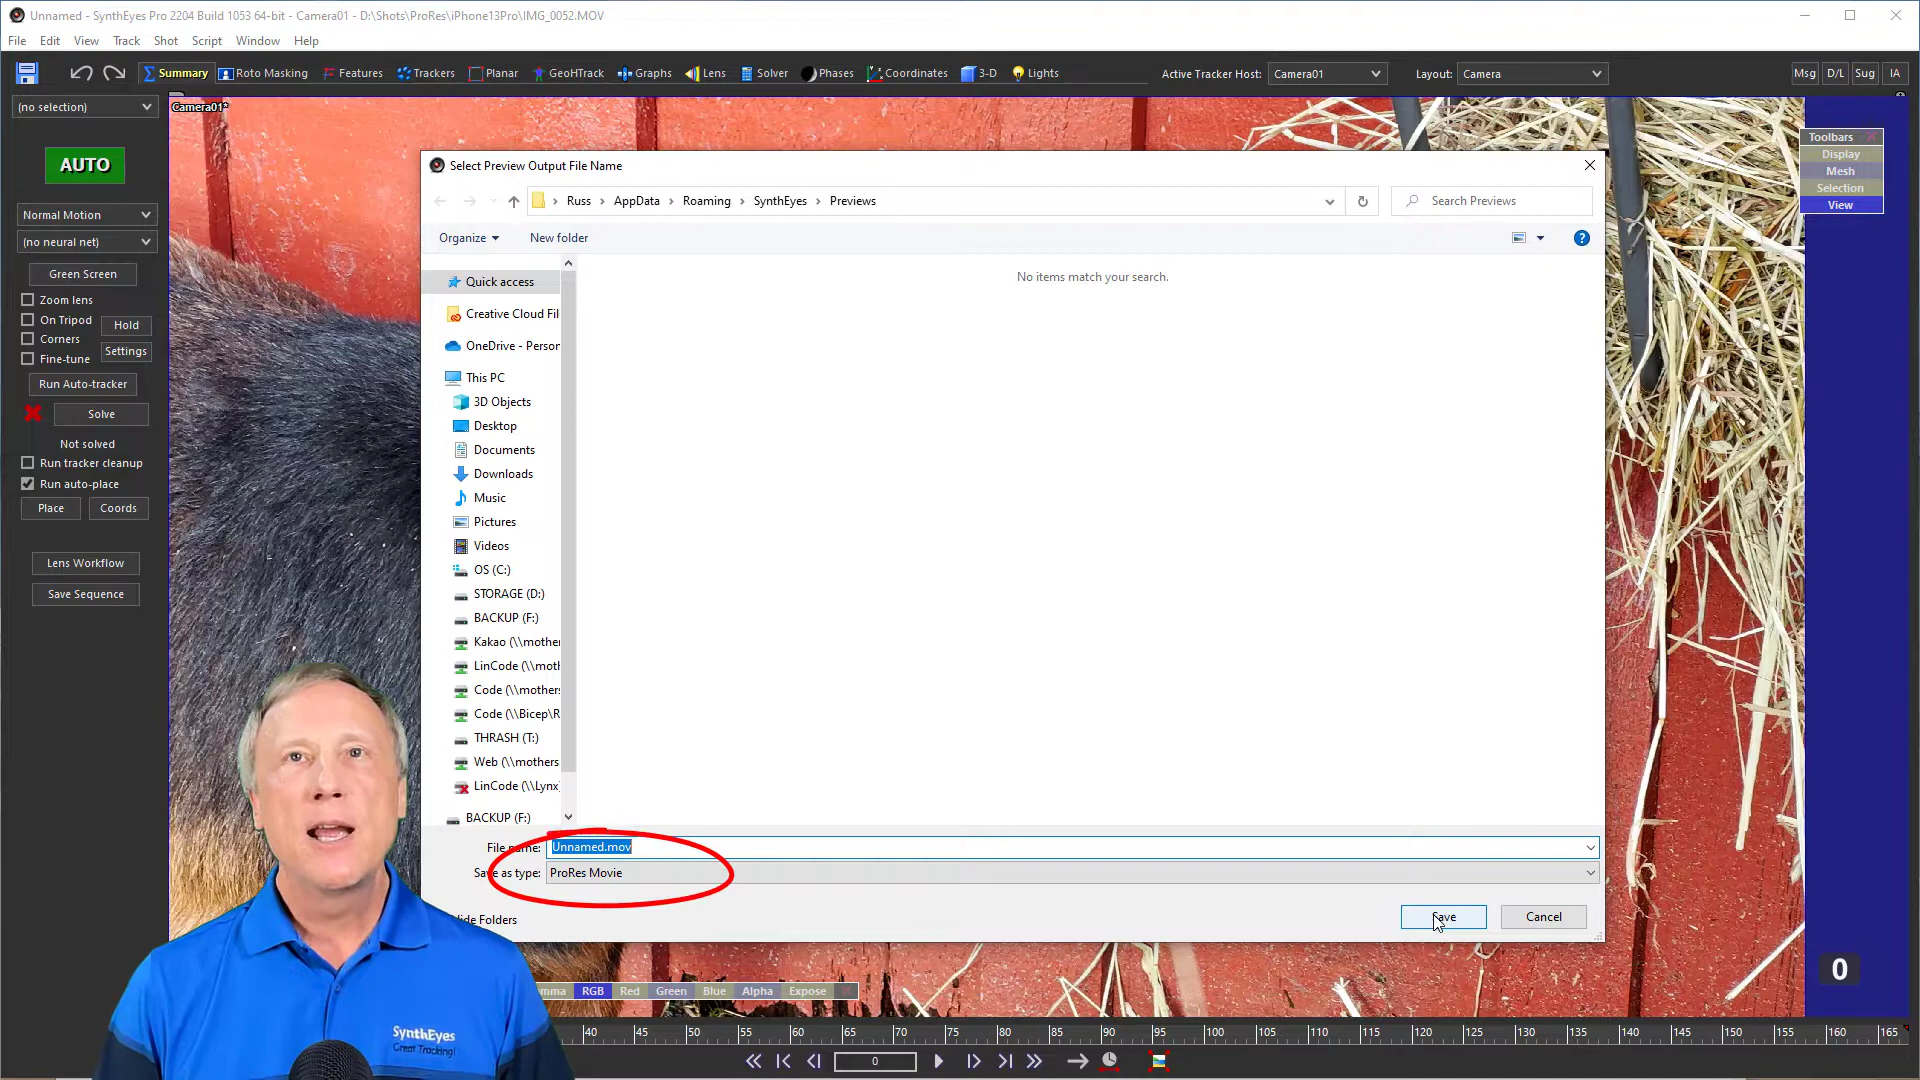 Unnamed - SynthEyes Pro 2204 Build 1053 64-bit - Camera01 - D:\Shots\ProRes\iPhone13Pro\IMG_0052.MOV
File Edit View Track Shot Script Window Help
Summary Roto Masking Features Trackers Planar GeoHTrack Graphs Lens Solver Phases Coordinates 3-D Lights Active Tracker Host: Camera01 Layout: Camera Msg D/L Sug IA
(no selection)
Camera01*
AUTO
Normal Motion
(no neural net)
Green Screen
Zoom lens
On Tripod
Hold
Corners
Settings
Fine-tune
Run Auto-tracker
Solve
Not solved
Run tracker cleanup
Run auto-place
Place Coords
Lens Workflow
Save Sequence
Toolbars
Display
Mesh
Selection
View
Select Preview Output File Name
Russ › AppData › Roaming › SynthEyes › Previews
Search Previews
Organize New folder
No items match your search.
Quick access
Creative Cloud Fil
OneDrive - Person
This PC
3D Objects
Desktop
Documents
Downloads
Music
Pictures
Videos
OS (C:)
STORAGE (D:)
BACKUP (F:)
Kakao (\\mother
LinCode (\\moth
Code (\\mothers
Code (\\Bicep\R
THRASH (T:)
Web (\\mothers
LinCode (\\Lynx
BACKUP (F:)
File name: Unnamed.mov
Save as type: ProRes Movie
Hide Folders
Save Cancel
0
mma RGB Red Green Blue Alpha Expose
40 45 50 55 60 65 70 75 80 85 90 95 100 105 110 115 120 125 130 135 140 145 150 155 160 165
0
SynthEyes
Great Tracking!